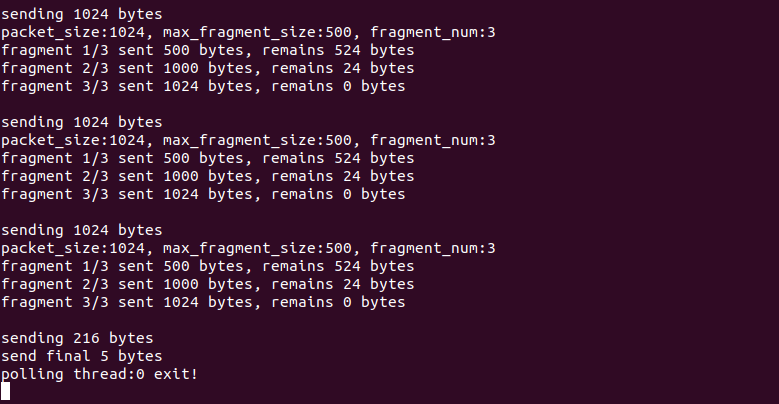 sending 1024 bytes
packet_size:1024, max_fragment_size:500, fragment_num:3
fragment 1/3 sent 500 bytes, remains 524 bytes
fragment 2/3 sent 1000 bytes, remains 24 bytes
fragment 3/3 sent 1024 bytes, remains 0 bytes

sending 1024 bytes
packet_size:1024, max_fragment_size:500, fragment_num:3
fragment 1/3 sent 500 bytes, remains 524 bytes
fragment 2/3 sent 1000 bytes, remains 24 bytes
fragment 3/3 sent 1024 bytes, remains 0 bytes

sending 1024 bytes
packet_size:1024, max_fragment_size:500, fragment_num:3
fragment 1/3 sent 500 bytes, remains 524 bytes
fragment 2/3 sent 1000 bytes, remains 24 bytes
fragment 3/3 sent 1024 bytes, remains 0 bytes

sending 216 bytes
send final 5 bytes
polling thread:0 exit!